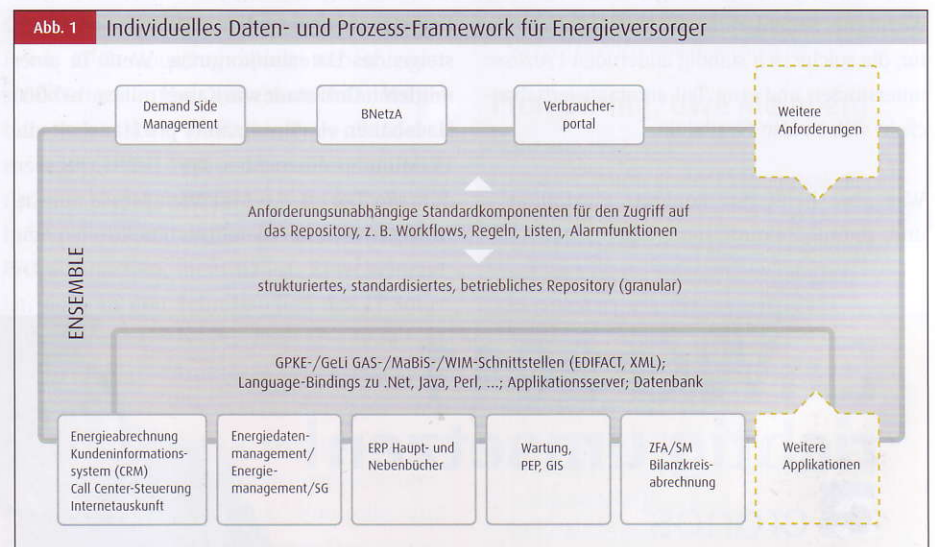 Abb. 1
Individuelles Daten- und Prozess-Framework für Energieversorger
Demand Side
Management
BNetzA
Verbraucher-
portal
Weitere
Anforderungen
Anforderungsunabhängige Standardkomponenten für den Zugriff auf
das Repository, z. B. Workflows, Regeln, Listen, Alarmfunktionen
ENSEMBLE
strukturiertes, standardisiertes, betriebliches Repository (granular)
GPKE-/GeLi GAS-/MaBiS-/WIM-Schnittstellen (EDIFACT, XML);
Language-Bindings zu .Net, Java, Perl, ...; Applikationsserver; Datenbank
Energieabrechnung
Kundeninformations-
system (CRM)
Call Center-Steuerung
Internetauskunft
Energiedaten-
management/
Energie-
management/SG
ERP Haupt- und
Nebenbücher
Wartung,
PEP, GIS
ZFA/SM
Bilanzkreis-
abrechnung
Weitere
Applikationen